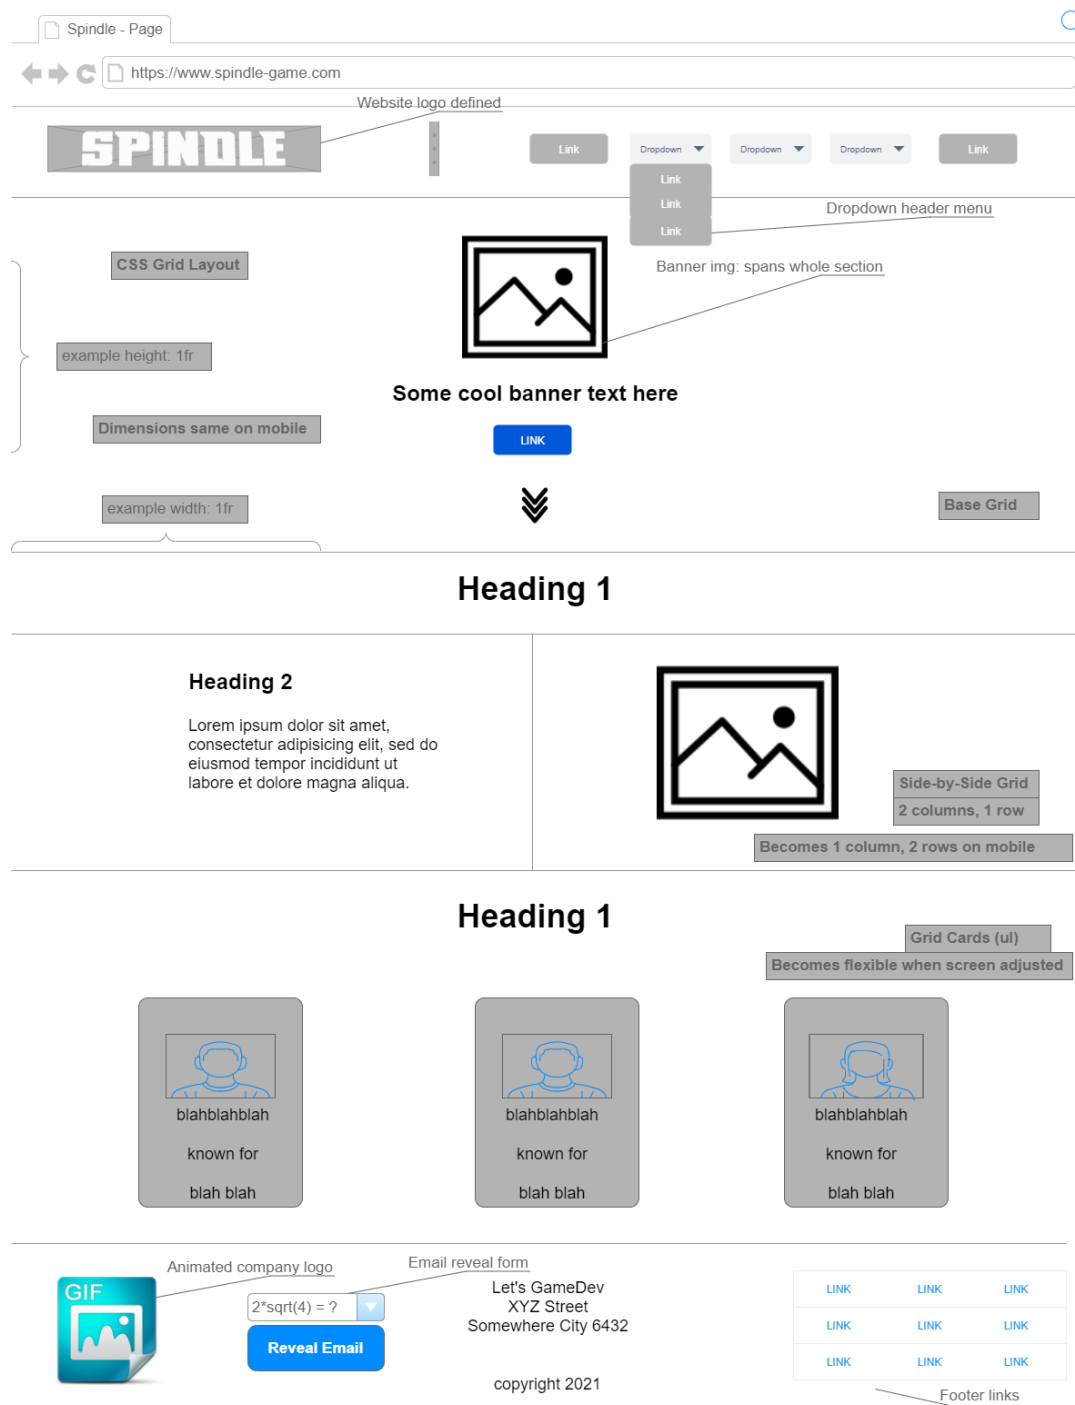 Spindle - Page
https://www.spindle-game.com
Website logo defined
SPINDLE
Link
Dropdown
Dropdown
Dropdown
Link
Link
Link
Link
Dropdown header menu
CSS Grid Layout
Banner img: spans whole section
example height: 1fr
Some cool banner text here
Dimensions same on mobile
LINK
example width: 1fr
Base Grid
Heading 1
Heading 2
Lorem ipsum dolor sit amet,
consectetur adipisicing elit, sed do
eiusmod tempor incididunt ut
labore et dolore magna aliqua.
Side-by-Side Grid
2 columns, 1 row
Becomes 1 column, 2 rows on mobile
Heading 1
Grid Cards (ul)
Becomes flexible when screen adjusted
blahblahblah
known for
blah blah
blahblahblah
known for
blah blah
blahblahblah
known for
blah blah
Animated company logo
Email reveal form
GIF
2*sqrt(4) = ?
Reveal Email
Let's GameDev
XYZ Street
Somewhere City 6432
copyright 2021
LINK LINK LINK
LINK LINK LINK
LINK LINK LINK
Footer links